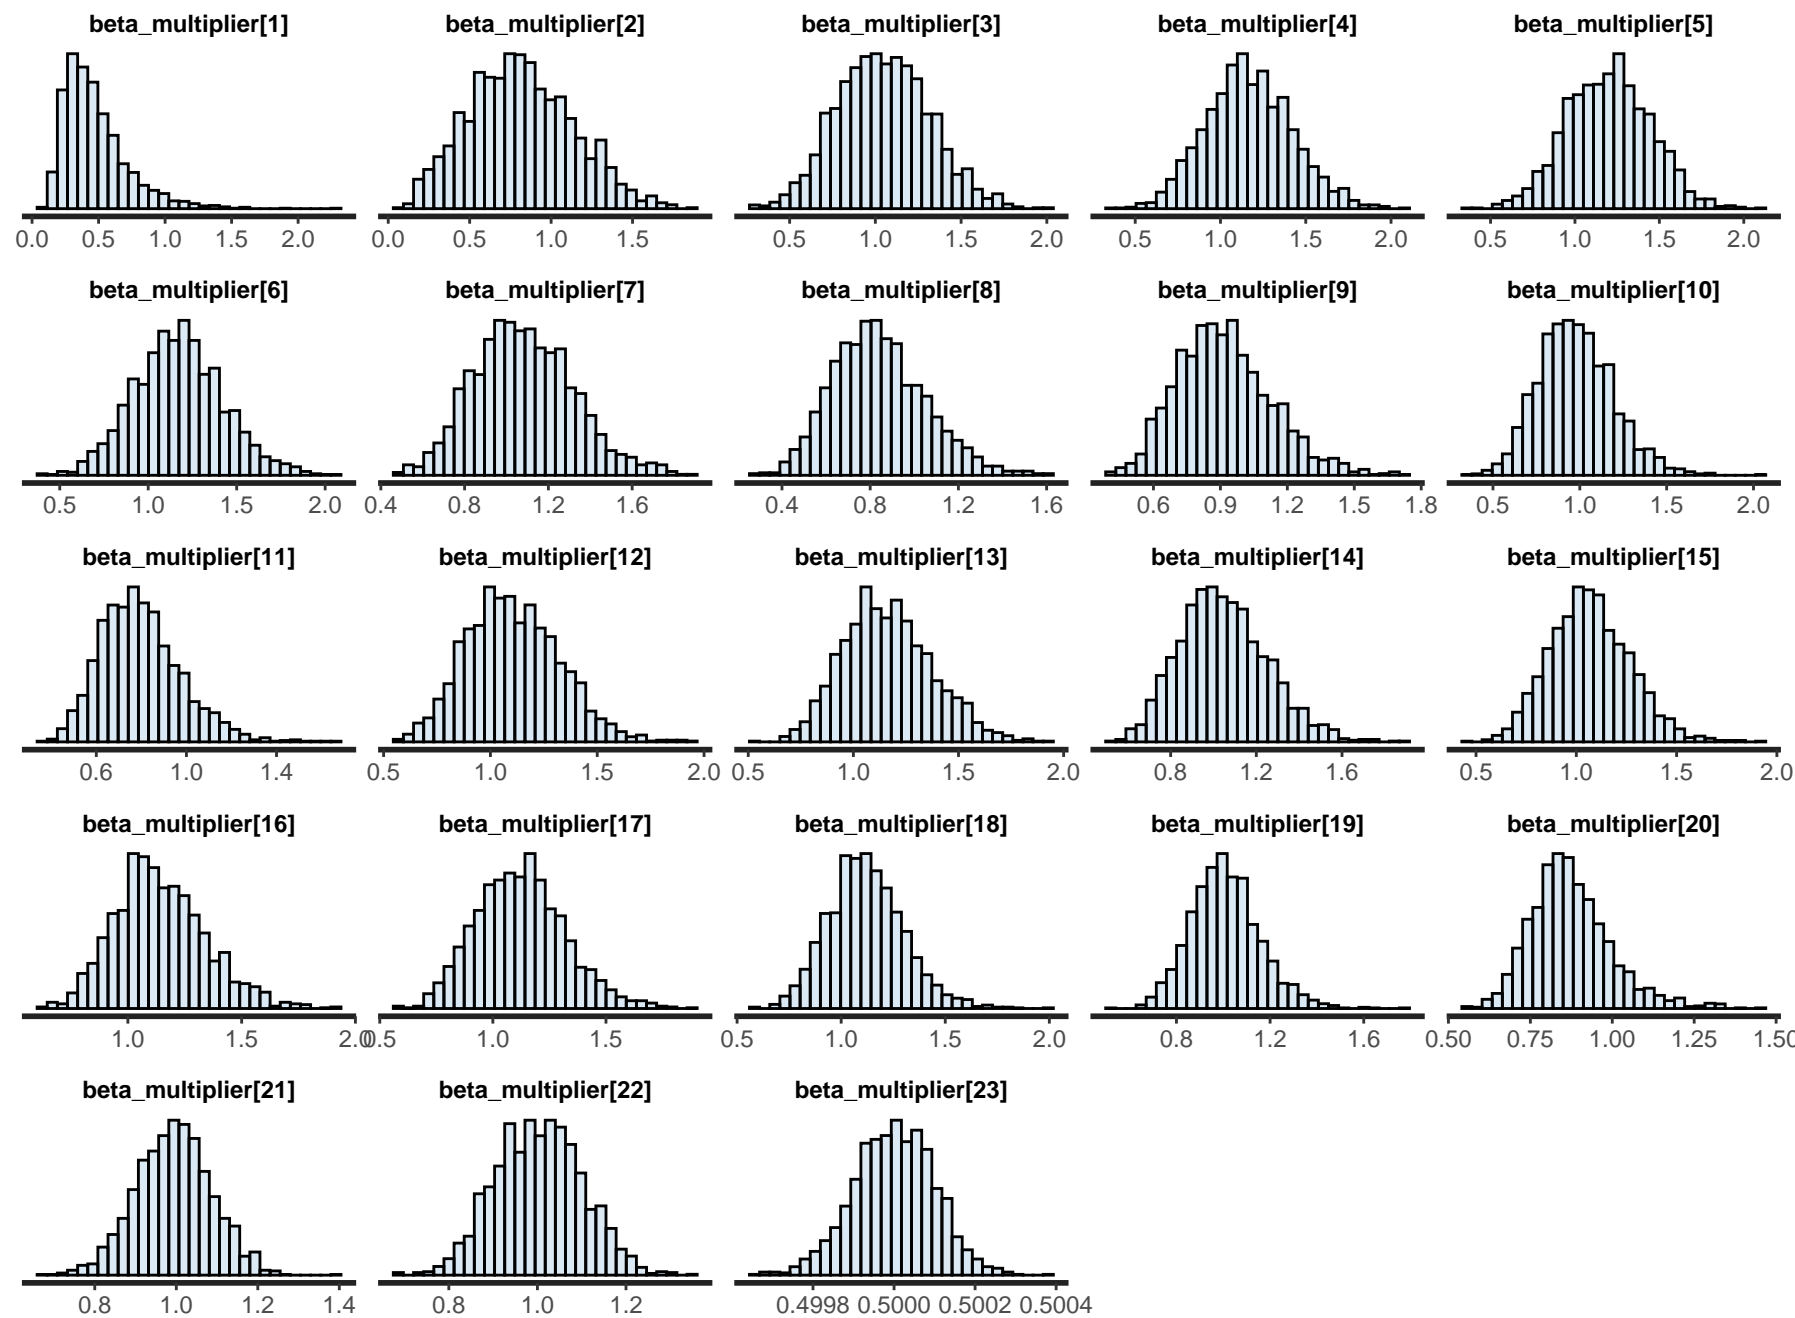 beta_multiplier[1] beta_multiplier[2] beta_multiplier[3] beta_multiplier[4] beta_multiplier[5]
0.0 0.5 1.0 1.5 2.0 0.0 0.5 1.0 1.5 0.5 1.0 1.5 2.0 0.5 1.0 1.5 2.0 0.5 1.0 1.5 2.0
beta_multiplier[6] beta_multiplier[7] beta_multiplier[8] beta_multiplier[9] beta_multiplier[10]
0.5 1.0 1.5 2.0 0.4 0.8 1.2 1.6 0.4 0.8 1.2 1.6 0.6 0.9 1.2 1.5 1.8 0.5 1.0 1.5 2.0
beta_multiplier[11] beta_multiplier[12] beta_multiplier[13] beta_multiplier[14] beta_multiplier[15]
0.6 1.0 1.4 0.5 1.0 1.5 2.0 0.5 1.0 1.5 2.0 0.8 1.2 1.6 0.5 1.0 1.5 2.0
beta_multiplier[16] beta_multiplier[17] beta_multiplier[18] beta_multiplier[19] beta_multiplier[20]
1.0 1.5 2.0 0.5 1.0 1.5 0.5 1.0 1.5 2.0 0.8 1.2 1.6 0.50 0.75 1.00 1.25 1.50
beta_multiplier[21] beta_multiplier[22] beta_multiplier[23]
0.8 1.0 1.2 1.4 0.8 1.0 1.2 0.4998 0.5000 0.5002 0.5004